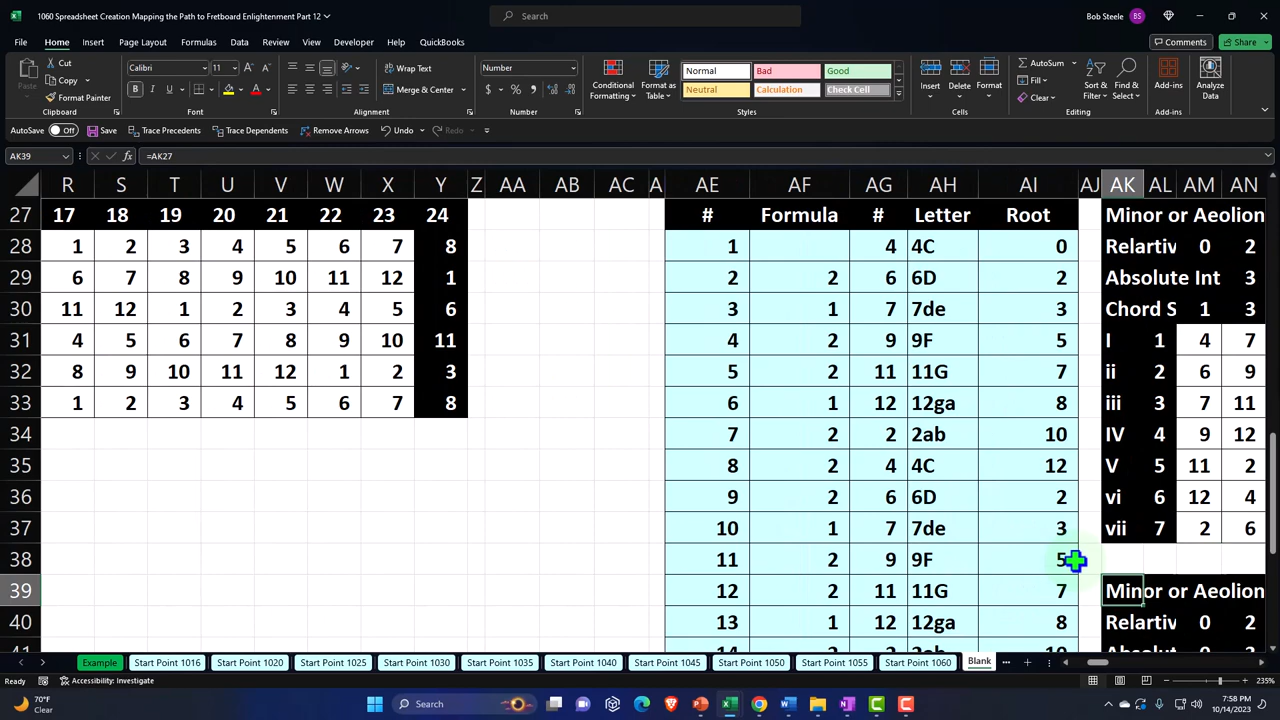 1060 Spreadsheet Creation Mapping the Path to Fretboard Enlightenment Part 12
Search
Bob Steele BS
File Home Insert Page Layout Formulas Data Review View Developer Help QuickBooks Comments Share
Cut Calibri 11 Wrap Text Number Normal Bad Good AutoSum
Copy Fill
Paste Format Painter Merge & Center Conditional Formatting Format as Table Neutral Calculation Check Cell Insert Delete Format Clear Sort & Filter Find & Select Add-ins Analyze Data
Clipboard Font Alignment Number Styles Cells Editing Add-ins
AutoSave Off Save Trace Precedents Trace Dependents Remove Arrows Undo Redo
AK39 fx =AK27
R S T U V W X Y Z AA AB AC A AE AF AG AH AI AJ AK AL AM AN
27 17 18 19 20 21 22 23 24 # Formula # Letter Root Minor or Aeolion
28 1 2 3 4 5 6 7 8 1 4 4C 0 Relartiv 0 2
29 6 7 8 9 10 11 12 1 2 2 6 6D 2 Absolute Int 3
30 11 12 1 2 3 4 5 6 3 1 7 7de 3 Chord S 1 3
31 4 5 6 7 8 9 10 11 4 2 9 9F 5 I 1 4 7
32 8 9 10 11 12 1 2 3 5 2 11 11G 7 ii 2 6 9
33 1 2 3 4 5 6 7 8 6 1 12 12ga 8 iii 3 7 11
34 7 2 2 2ab 10 IV 4 9 12
35 8 2 4 4C 12 V 5 11 2
36 9 2 6 6D 2 vi 6 12 4
37 10 1 7 7de 3 vii 7 2 6
38 11 2 9 9F 5
39 12 2 11 11G 7 Minor or Aeolion
40 13 1 12 12ga 8 Relartiv 0 2
Example Start Point 1016 Start Point 1020 Start Point 1025 Start Point 1030 Start Point 1035 Start Point 1040 Start Point 1045 Start Point 1050 Start Point 1055 Start Point 1060 Blank
Ready Accessibility: Investigate 235%
70°F
Clear
Search
7:58 PM
10/14/2023